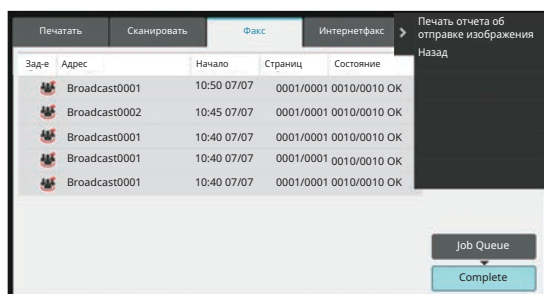 Печатать Сканировать Факс Интернетфакс
Печать отчета об
отправке изображения
Назад
Зад-е Адрес Начало Страниц Состояние
Broadcast0001 10:50 07/07 0001/0001 0010/0010 OK
Broadcast0002 10:45 07/07 0001/0001 0010/0010 OK
Broadcast0001 10:40 07/07 0001/0001 0010/0010 OK
Broadcast0001 10:40 07/07 0001/0001 0010/0010 OK
Broadcast0001 10:40 07/07 0001/0001 0010/0010 OK
Job Queue
Complete